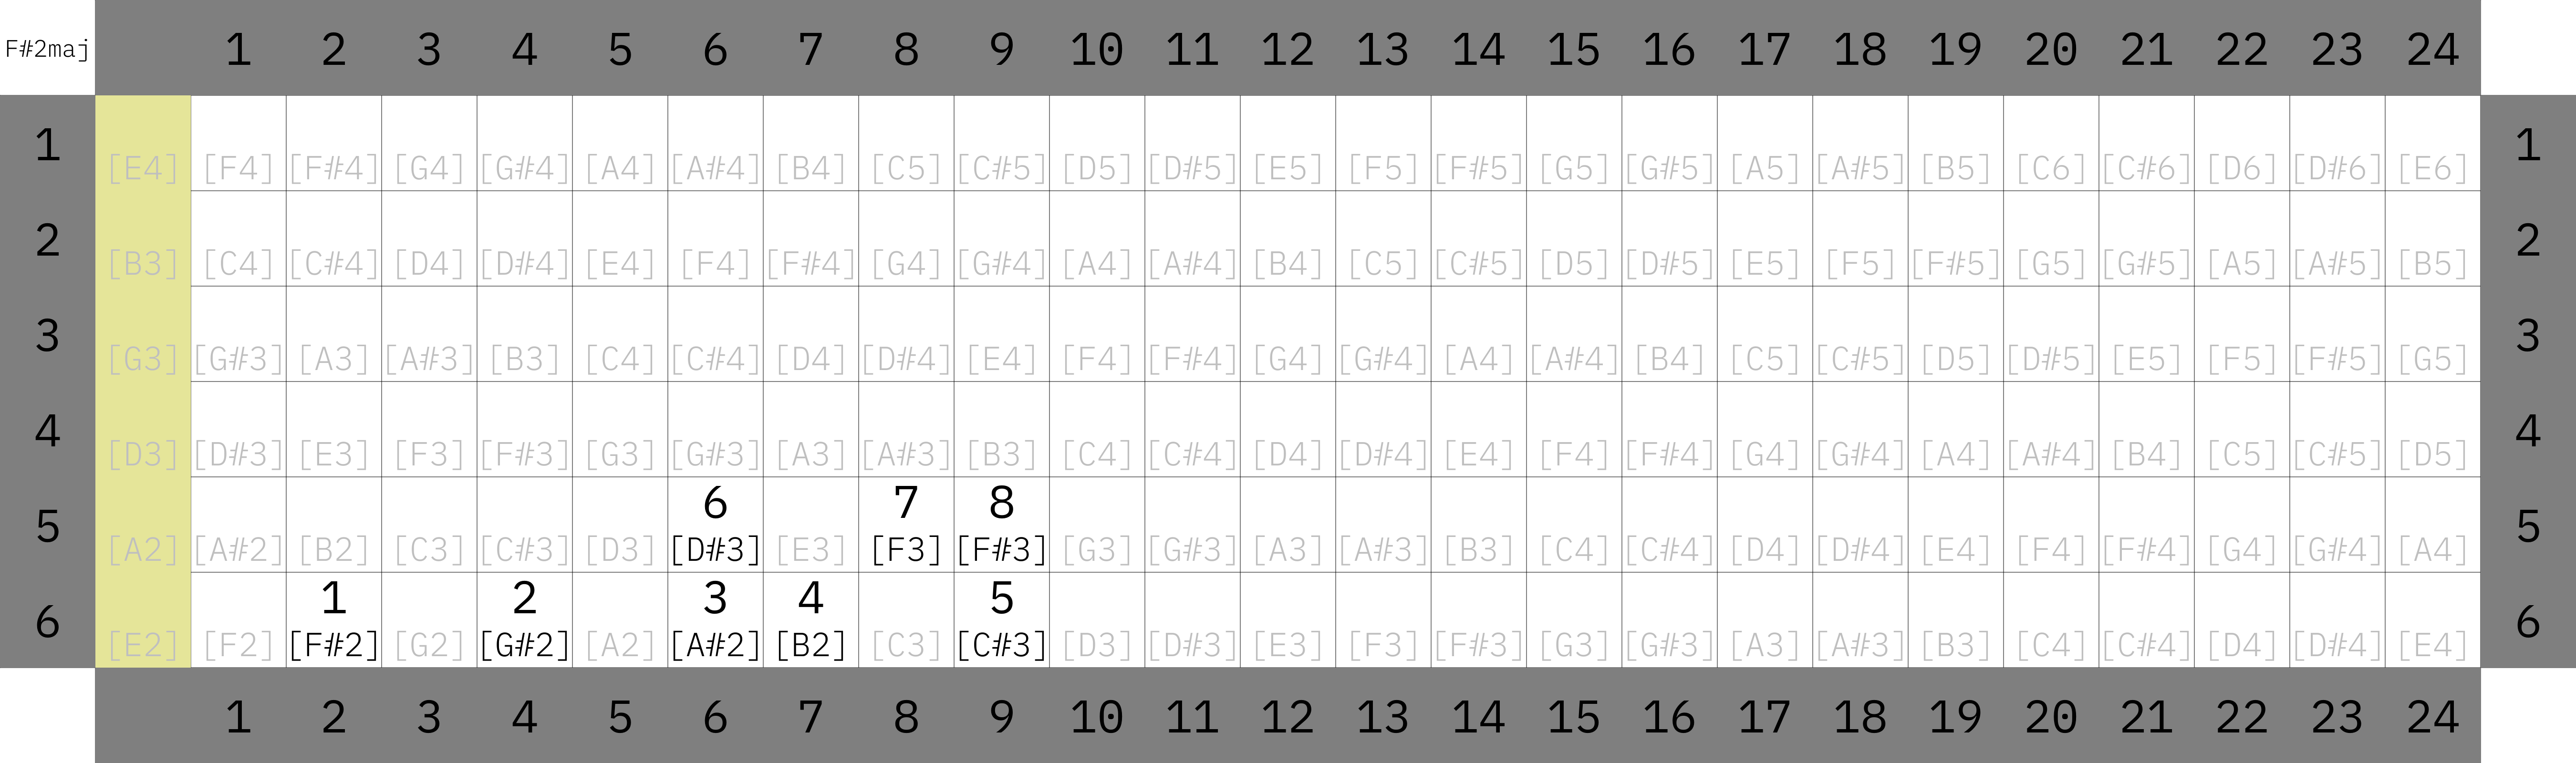 F#2maj 1 2 3 4 5 6 7 8 9 10 11 12 13 14 15 16 17 18 19 20 21 22 23 24
1 [E4] [F4] [F#4] [G4] [G#4] [A4] [A#4] [B4] [C5] [C#5] [D5] [D#5] [E5] [F5] [F#5] [G5] [G#5] [A5] [A#5] [B5] [C6] [C#6] [D6] [D#6] [E6] 1
2 [B3] [C4] [C#4] [D4] [D#4] [E4] [F4] [F#4] [G4] [G#4] [A4] [A#4] [B4] [C5] [C#5] [D5] [D#5] [E5] [F5] [F#5] [G5] [G#5] [A5] [A#5] [B5] 2
3 [G3] [G#3] [A3] [A#3] [B3] [C4] [C#4] [D4] [D#4] [E4] [F4] [F#4] [G4] [G#4] [A4] [A#4] [B4] [C5] [C#5] [D5] [D#5] [E5] [F5] [F#5] [G5] 3
4 [D3] [D#3] [E3] [F3] [F#3] [G3] [G#3] [A3] [A#3] [B3] [C4] [C#4] [D4] [D#4] [E4] [F4] [F#4] [G4] [G#4] [A4] [A#4] [B4] [C5] [C#5] [D5] 4
6 7 8
5 [A2] [A#2] [B2] [C3] [C#3] [D3] [D#3] [E3] [F3] [F#3] [G3] [G#3] [A3] [A#3] [B3] [C4] [C#4] [D4] [D#4] [E4] [F4] [F#4] [G4] [G#4] [A4] 5
1 2 3 4 5
6 [E2] [F2] [F#2] [G2] [G#2] [A2] [A#2] [B2] [C3] [C#3] [D3] [D#3] [E3] [F3] [F#3] [G3] [G#3] [A3] [A#3] [B3] [C4] [C#4] [D4] [D#4] [E4] 6
1 2 3 4 5 6 7 8 9 10 11 12 13 14 15 16 17 18 19 20 21 22 23 24